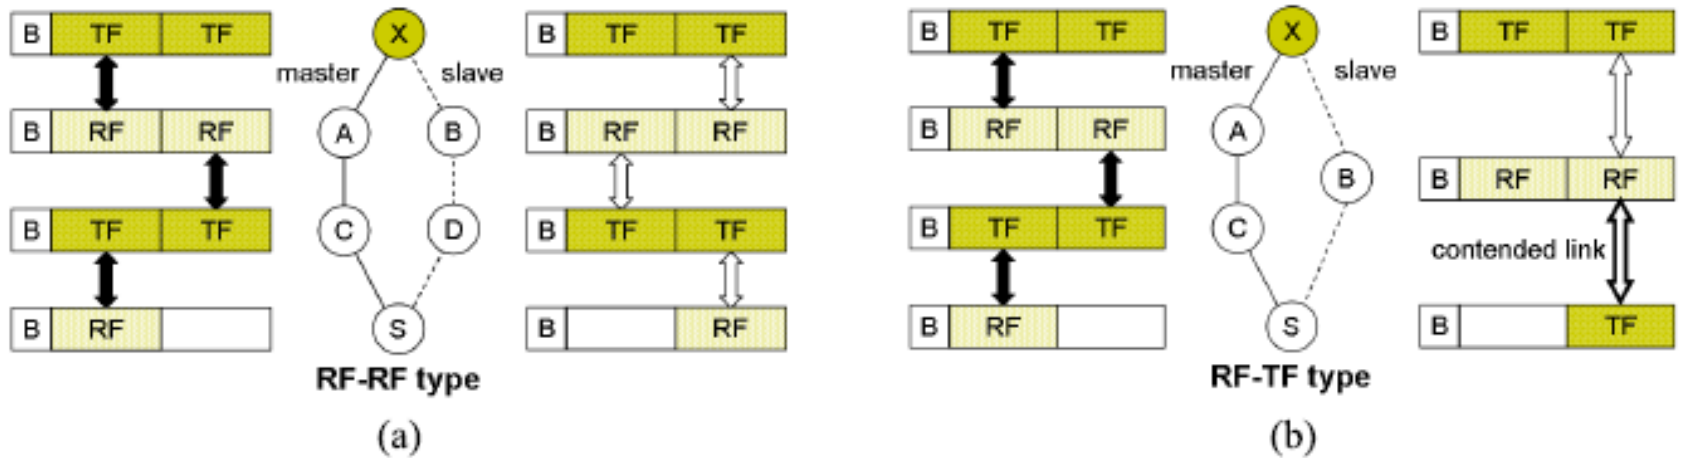 B TF TF X B TF TF
master slave
B RF RF A B B RF RF
B TF TF C D B TF TF
B RF S B RF
RF-RF type
(a)
B TF TF X B TF TF
master slave
B RF RF A
B B RF RF
B TF TF C
contended link
B RF S B TF
RF-TF type
(b)